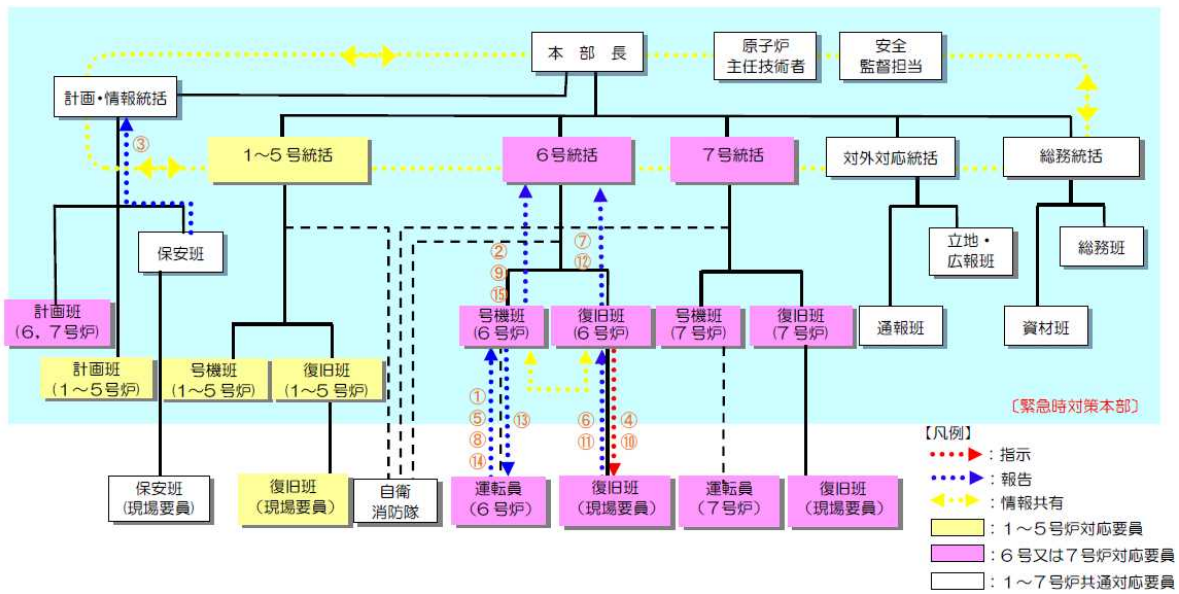 本部長
原子炉
主任技術者
安全
監督担当
計画・情報統括
③
1～5号統括
6号統括
7号統括
対外対応統括
総務統括
保安班
②
⑨
⑮
⑦
⑫
立地・
広報班
総務班
計画班
(6，7号炉)
号機班
(6号炉)
復旧班
(6号炉)
号機班
(7号炉)
復旧班
(7号炉)
通報班
資材班
計画班
(1～5号炉)
号機班
(1～5号炉)
復旧班
(1～5号炉)
①
⑤
⑧
⑭
⑬
⑥
⑪
④
⑩
〔緊急時対策本部〕
保安班
(現場要員)
復旧班
(現場要員)
自衛
消防隊
運転員
(6号炉)
復旧班
(現場要員)
運転員
(7号炉)
復旧班
(現場要員)
【凡例】
：指示
：報告
：情報共有
：1～5号炉対応要員
：6号又は7号炉対応要員
：1～7号炉共通対応要員